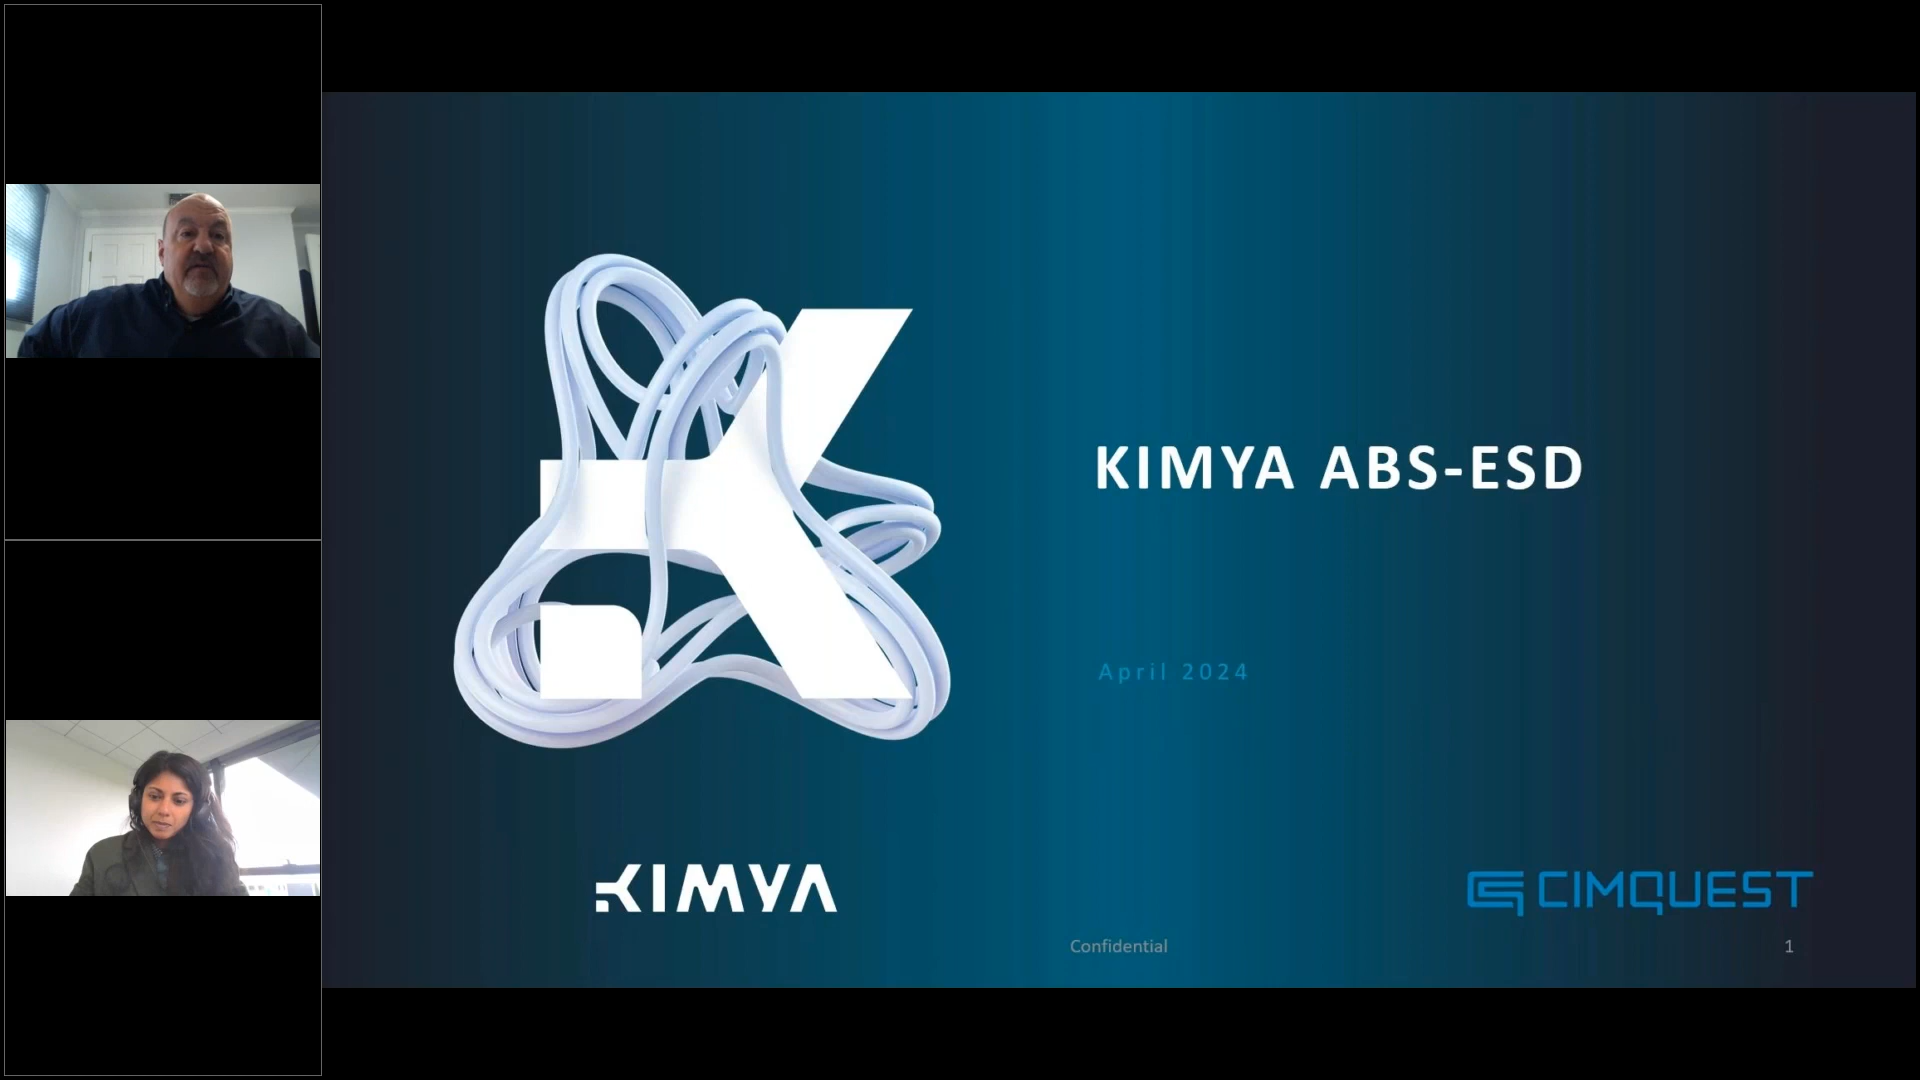 KIMYA ABS-ESD
April 2024
KIMYA
CIMQUEST
Confidential
1